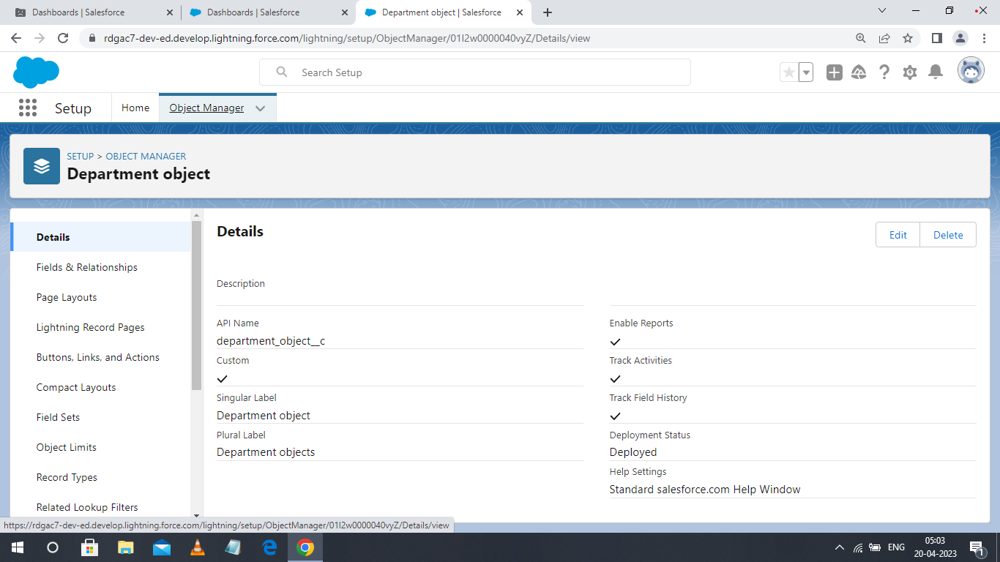 Dashboards | Salesforce
Dashboards | Salesforce
Department object | Salesforce
rdgac7-dev-ed.develop.lightning.force.com/lightning/setup/ObjectManager/01I2w0000040vyZ/Details/view
Search Setup
Setup
Home
Object Manager
SETUP > OBJECT MANAGER
Department object
Details
Fields & Relationships
Page Layouts
Lightning Record Pages
Buttons, Links, and Actions
Compact Layouts
Field Sets
Object Limits
Record Types
Related Lookup Filters
Details
Edit
Delete
Description
API Name
department_object__c
Custom
Singular Label
Department object
Plural Label
Department objects
Enable Reports
Track Activities
Track Field History
Deployment Status
Deployed
Help Settings
Standard salesforce.com Help Window
https://rdgac7-dev-ed.develop.lightning.force.com/lightning/setup/ObjectManager/01I2w0000040vyZ/Details/view
ENG
05:03
20-04-2023
1